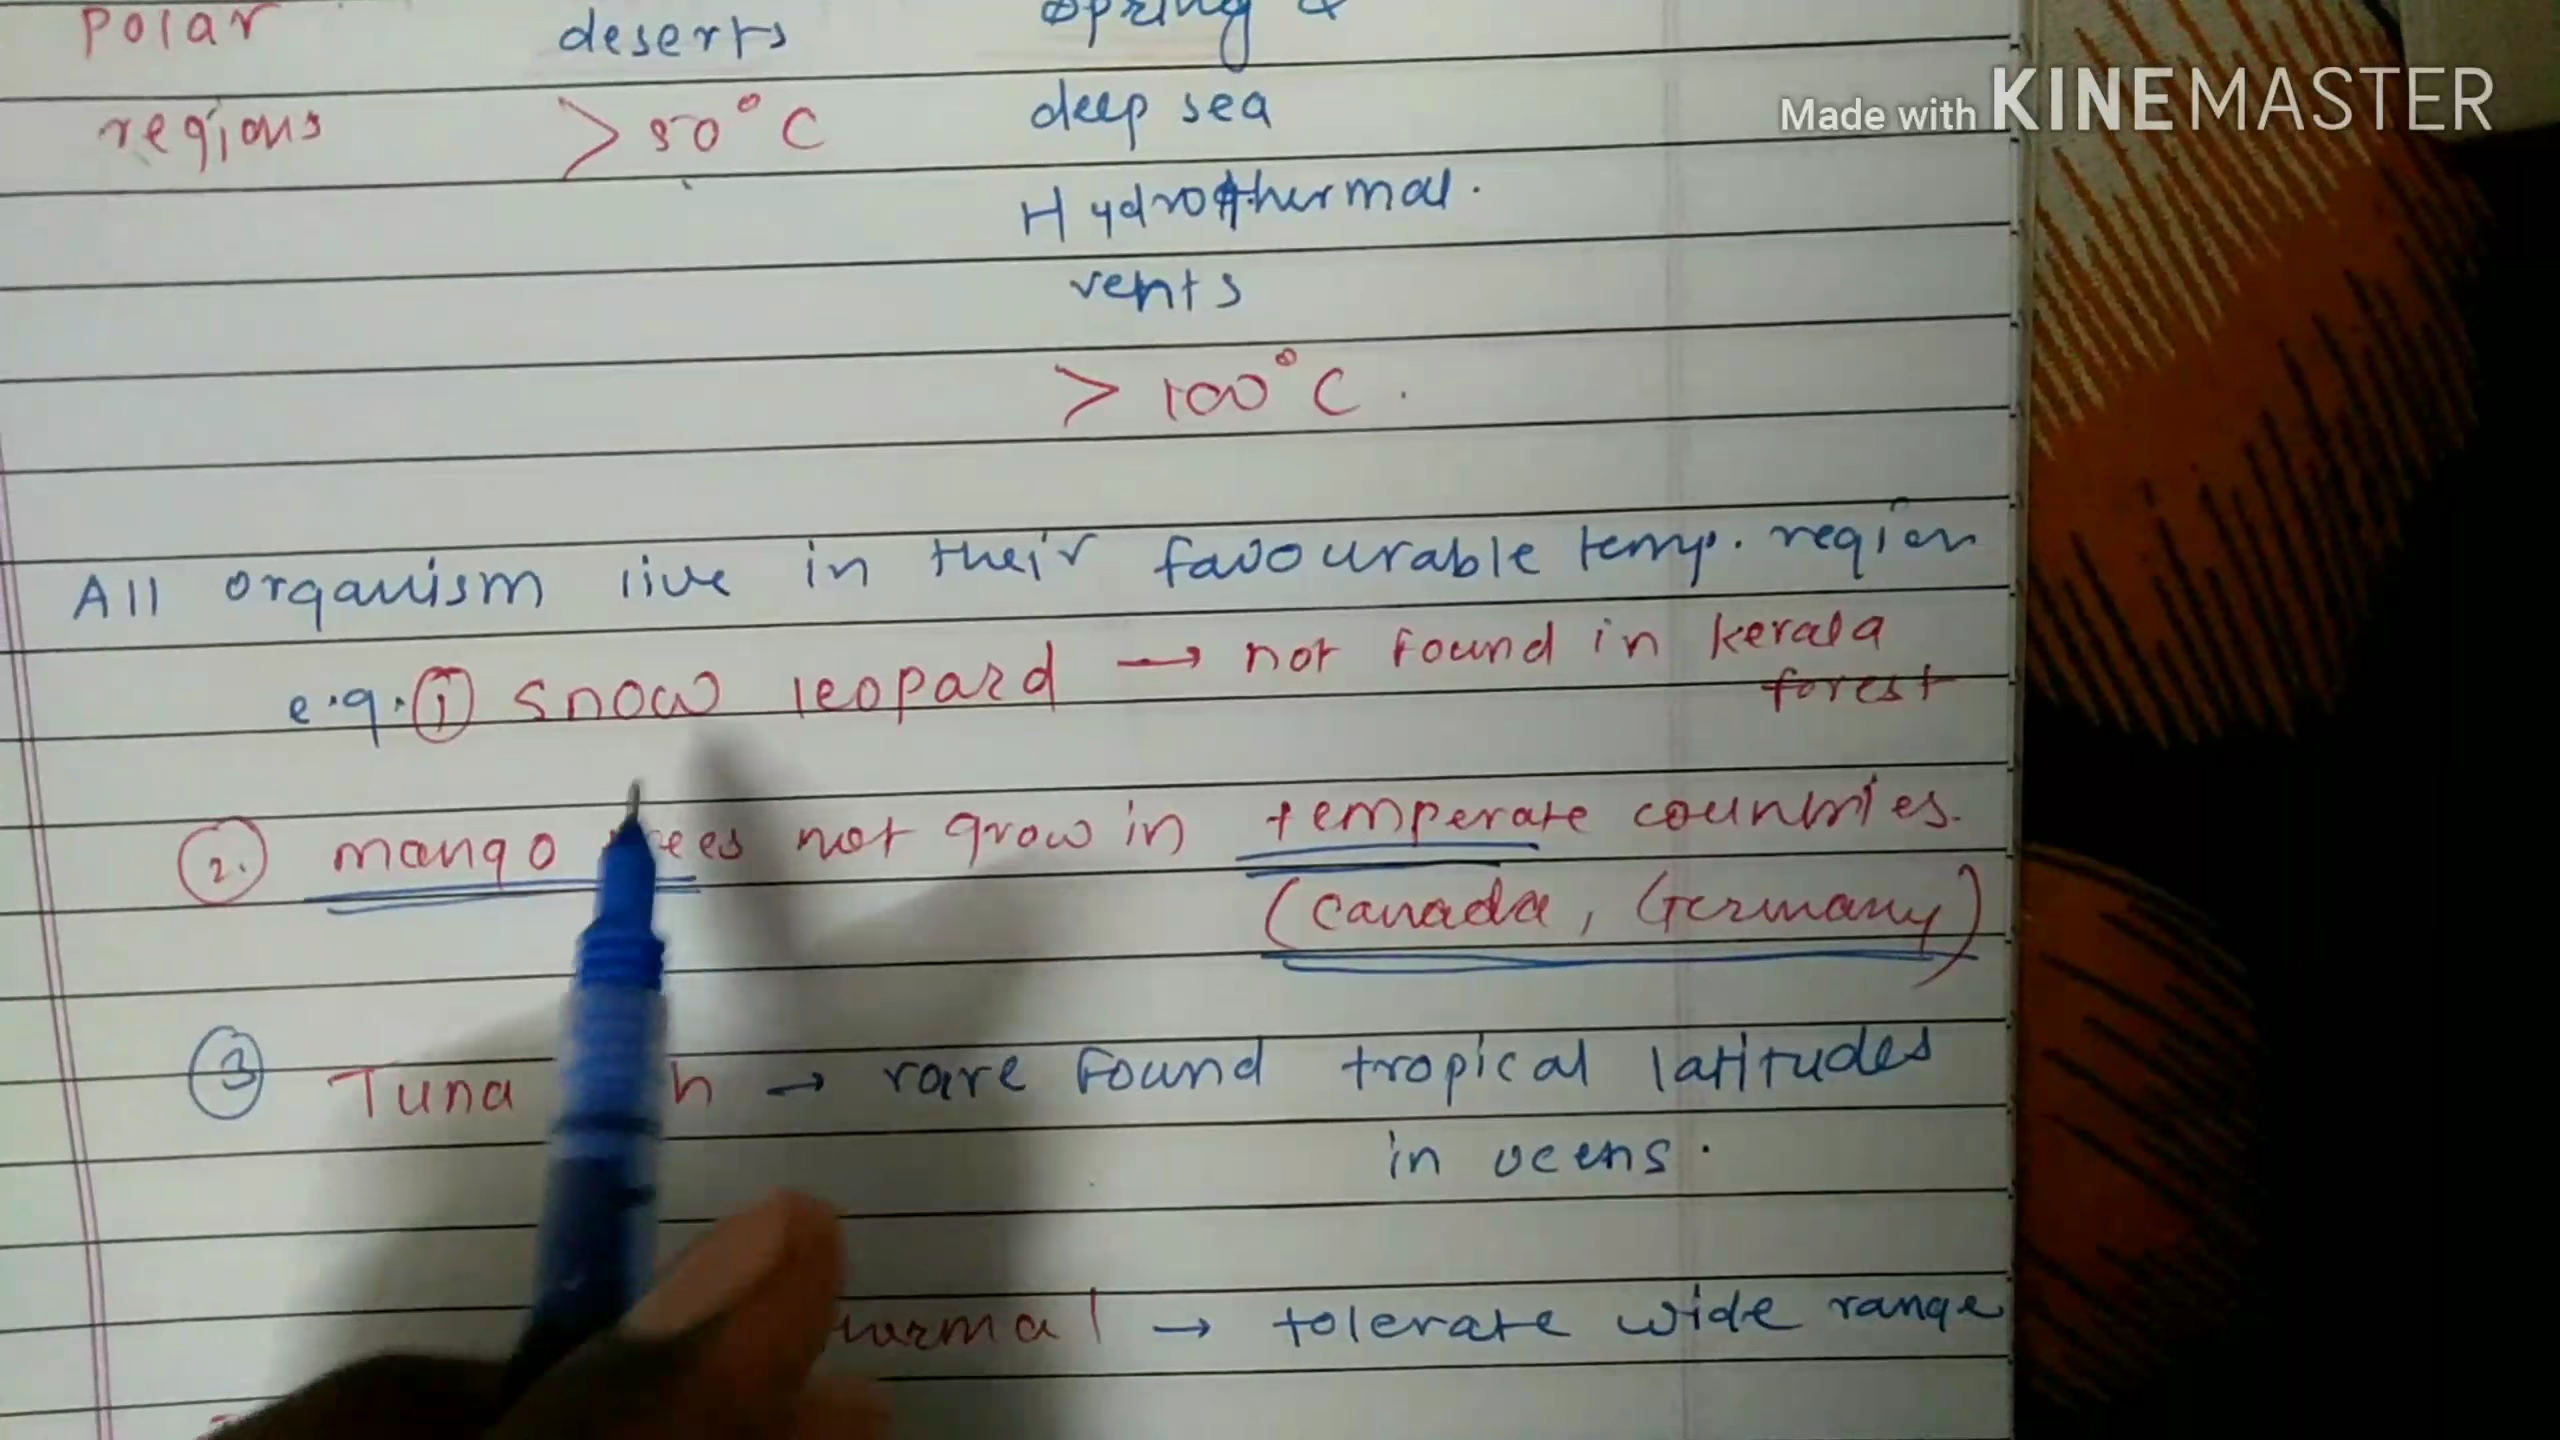 Polar deserts spring &
regions >50°C deep sea
Hydrothermal.
vents
>100°C.
All organism live in their favourable temp. region
e.g. ① snow leopard → not found in kerala
forest
②. mango not grow in temperate countries.
(Canada, Germany)
③ Tuna → rare found tropical latitudes
in ocens.
→ tolerate wide range
Made with KINEMASTER